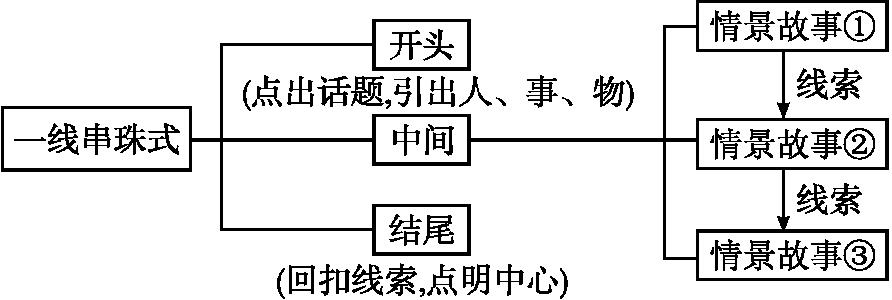 一线串珠式
开头
(点出话题,引出人、事、物)
中间
结尾
(回扣线索,点明中心)
情景故事①
线索
情景故事②
线索
情景故事③